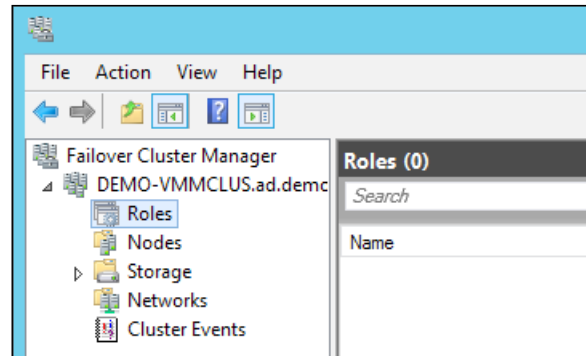 File Action View Help
Failover Cluster Manager
DEMO-VMMCLUS.ad.demc
Roles
Nodes
Storage
Networks
Cluster Events
Roles (0)
Search
Name